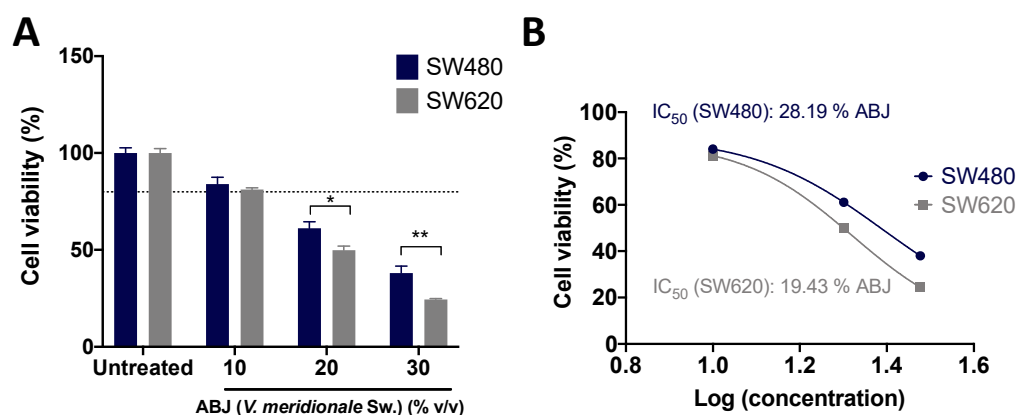 A
150
100
50
0
Cell viability (%)
SW480
SW620
*
**
Untreated 10 20 30
ABJ (V. meridionale Sw.) (% v/v)
B
100
80
60
40
20
0
Cell viability (%)
IC50 (SW480): 28.19 % ABJ
SW480
SW620
IC50 (SW620): 19.43 % ABJ
0.8 1.0 1.2 1.4 1.6
Log (concentration)